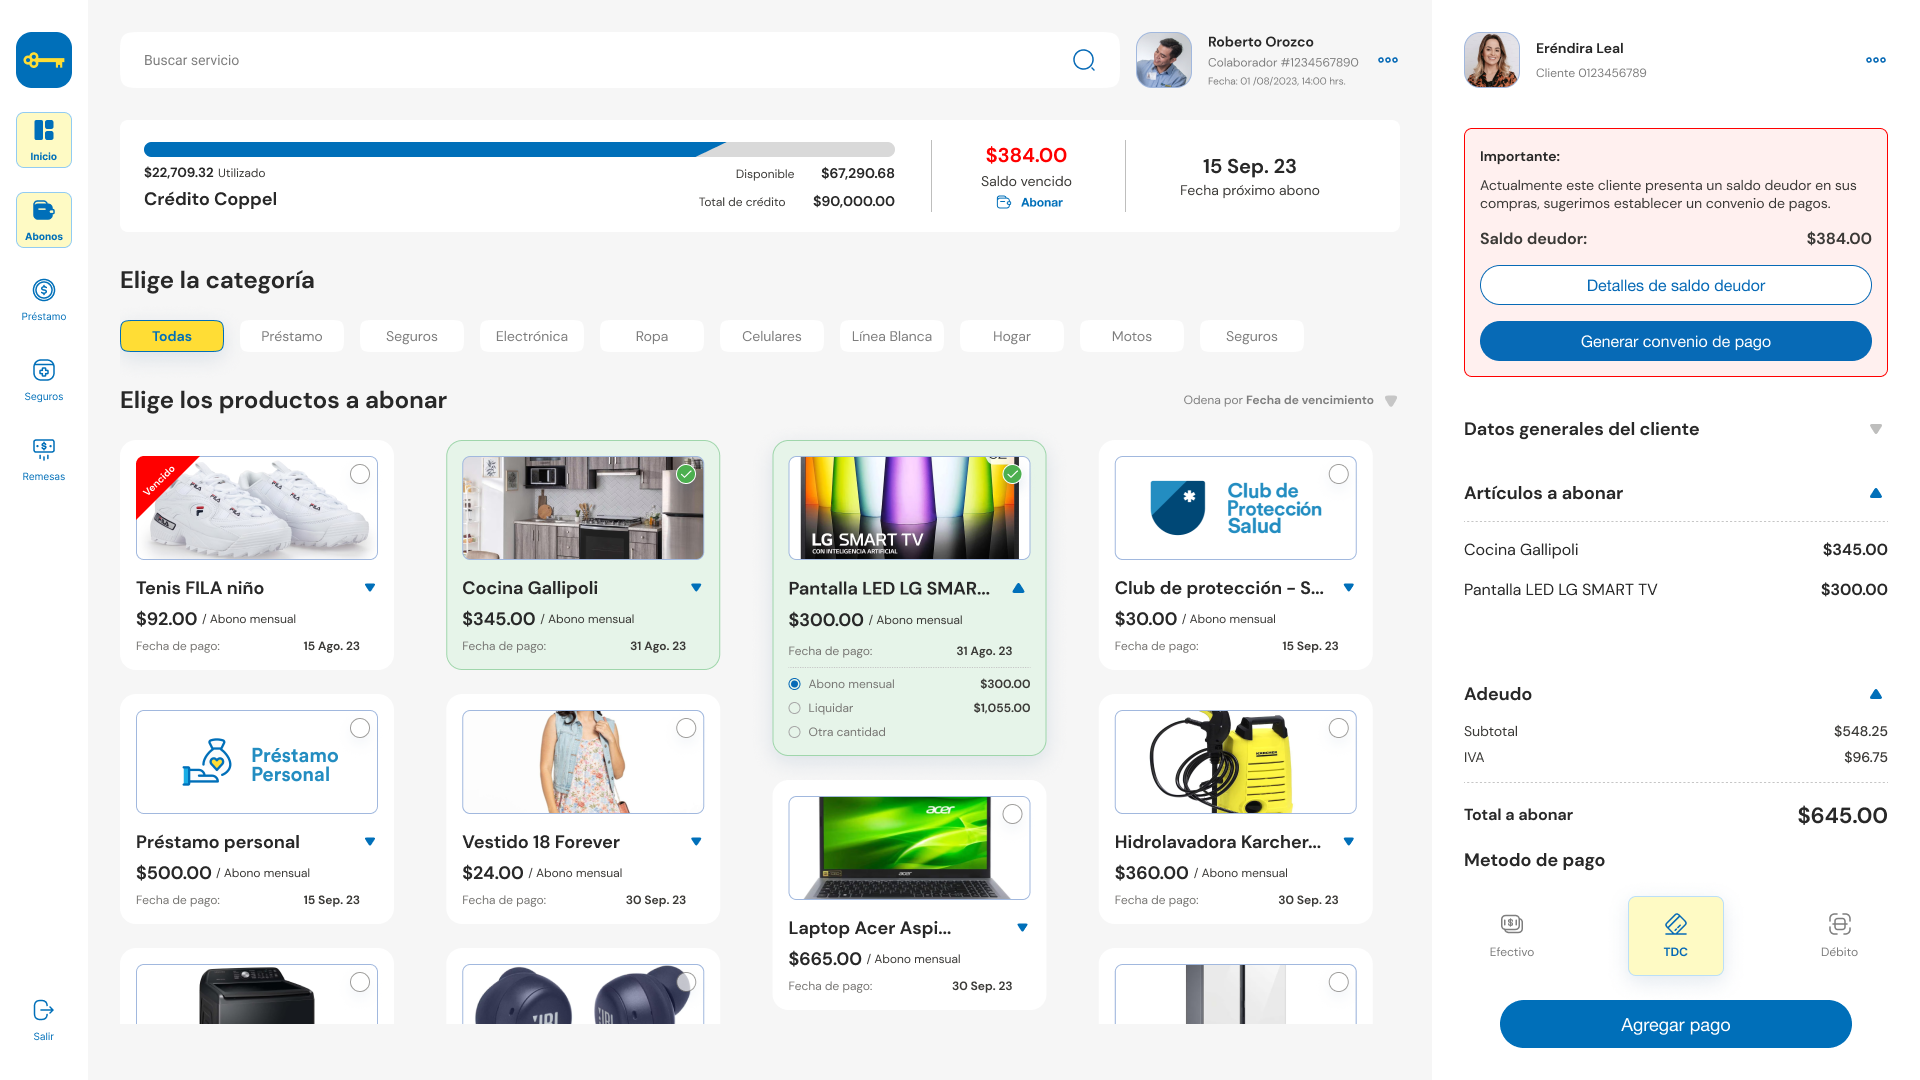 Inicio
Abonos
Préstamo
Seguros
Remesas
Salir
Buscar servicio
Roberto Orozco
Colaborador #1234567890
Fecha: 01 /08/2023, 14:00 hrs.
$22,709.32 Utilizado
Crédito Coppel
Disponible $67,290.68
Total de crédito $90,000.00
$384.00
Saldo vencido
Abonar
15 Sep. 23
Fecha próximo abono
Elige la categoría
Todas Préstamo Seguros Electrónica Ropa Celulares Línea Blanca Hogar Motos Seguros
Elige los productos a abonar
Odena por Fecha de vencimiento
Vencido
FILA
Tenis FILA niño
$92.00 / Abono mensual
Fecha de pago: 15 Ago. 23
Cocina Gallipoli
$345.00 / Abono mensual
Fecha de pago: 31 Ago. 23
LG SMART TV
CON INTELIGENCIA ARTIFICIAL
Pantalla LED LG SMAR...
$300.00 / Abono mensual
Fecha de pago: 31 Ago. 23
Abono mensual $300.00
Liquidar $1,055.00
Otra cantidad
Club de
Protección
Salud
Club de protección - S...
$30.00 / Abono mensual
Fecha de pago: 15 Sep. 23
Préstamo
Personal
Préstamo personal
$500.00 / Abono mensual
Fecha de pago: 15 Sep. 23
Vestido 18 Forever
$24.00 / Abono mensual
Fecha de pago: 30 Sep. 23
acer
acer
Laptop Acer Aspi...
$665.00 / Abono mensual
Fecha de pago: 30 Sep. 23
KARCHER
Hidrolavadora Karcher...
$360.00 / Abono mensual
Fecha de pago: 30 Sep. 23
JBL
Eréndira Leal
Cliente 0123456789
Importante:
Actualmente este cliente presenta un saldo deudor en sus
compras, sugerimos establecer un convenio de pagos.
Saldo deudor: $384.00
Detalles de saldo deudor
Generar convenio de pago
Datos generales del cliente
Artículos a abonar
Cocina Gallipoli $345.00
Pantalla LED LG SMART TV $300.00
Adeudo
Subtotal $548.25
IVA $96.75
Total a abonar $645.00
Metodo de pago
Efectivo
TDC
Débito
Agregar pago